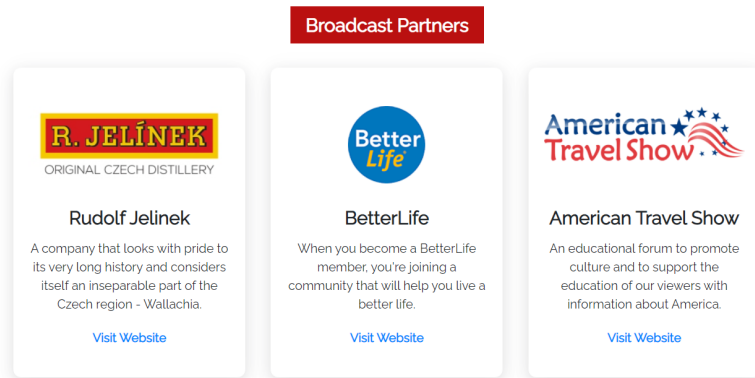 Broadcast Partners
R. JELÍNEK
ORIGINAL CZECH DISTILLERY
Rudolf Jelinek
A company that looks with pride to
its very long history and considers
itself an inseparable part of the
Czech region - Wallachia.
Visit Website
Better
Life®
BetterLife
When you become a BetterLife
member, you're joining a
community that will help you live a
better life.
Visit Website
American
Travel Show
American Travel Show
An educational forum to promote
culture and to support the
education of our viewers with
information about America.
Visit Website